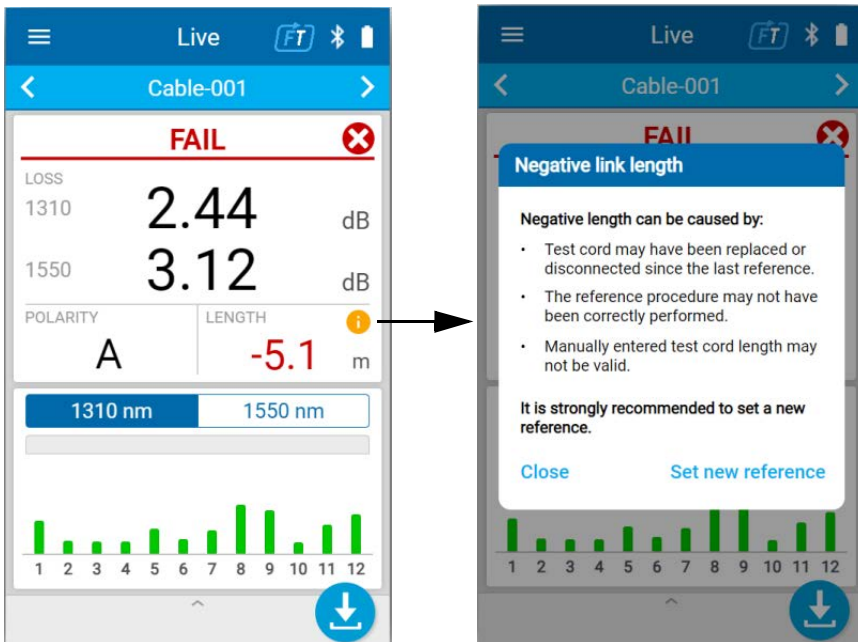 Live FT
Cable-001
FAIL
LOSS
1310 2.44 dB
1550 3.12 dB
POLARITY LENGTH i
A -5.1 m
1310 nm 1550 nm
1 2 3 4 5 6 7 8 9 10 11 12
Live FT
Cable-001
FAIL
Negative link length
Negative length can be caused by:
• Test cord may have been replaced or
disconnected since the last reference.
• The reference procedure may not have
been correctly performed.
• Manually entered test cord length may
not be valid.
It is strongly recommended to set a new
reference.
Close Set new reference
1 2 3 4 5 6 7 8 9 10 11 12